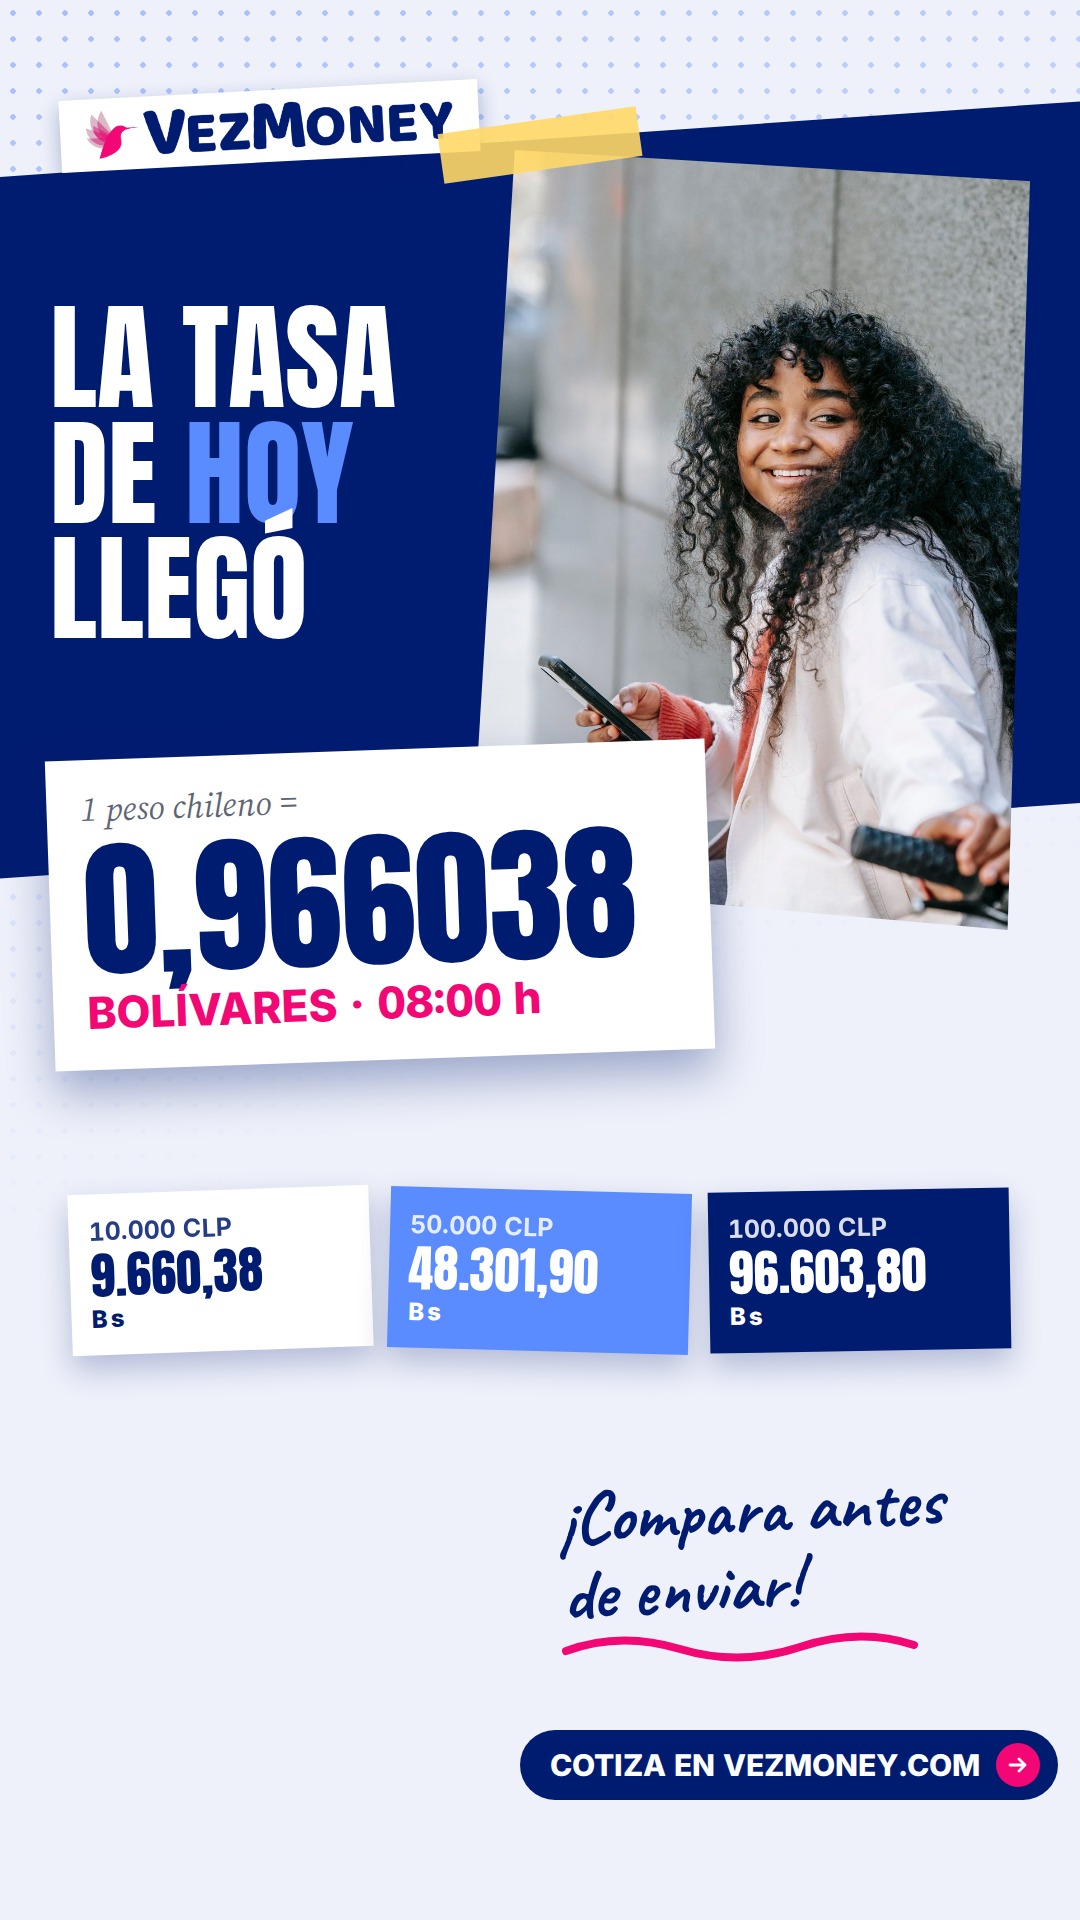 VEZMONEY
LA TASA
DE HOY
LLEGÓ
1 peso chileno =
0,966038
BOLÍVARES · 08:00 h
10.000 CLP
9.660,38
Bs
50.000 CLP
48.301,90
Bs
100.000 CLP
96.603,80
Bs
¡Compara antes
de enviar!
COTIZA EN VEZMONEY.COM